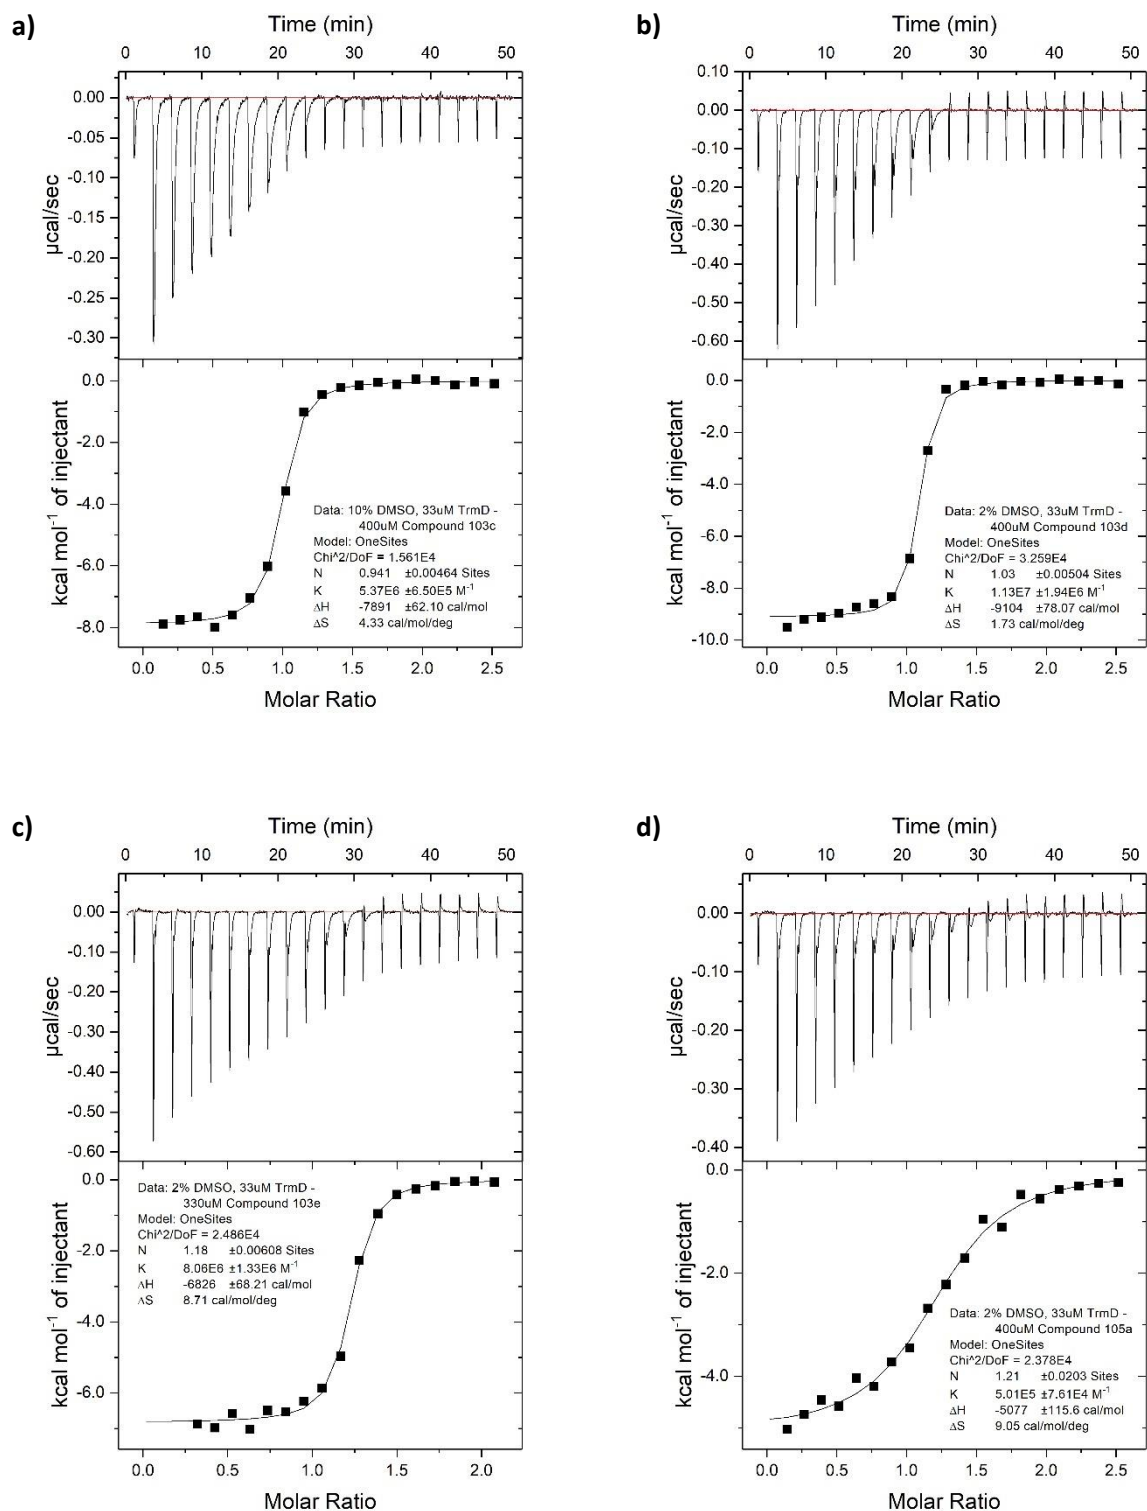 a)
Time (min)
0 10 20 30 40 50
0.00
-0.05
-0.10
-0.15
-0.20
-0.25
-0.30
µcal/sec
0.0
-2.0
-4.0
-6.0
-8.0
kcal mol⁻¹ of injectant
Data: 10% DMSO, 33uM TrmD -
400uM Compound 103c
Model: OneSites
Chi^2/DoF = 1.561E4
N 0.941 ±0.00464 Sites
K 5.37E6 ±6.50E5 M⁻¹
ΔH -7891 ±62.10 cal/mol
ΔS 4.33 cal/mol/deg
0.0 0.5 1.0 1.5 2.0 2.5
Molar Ratio
b)
Time (min)
0 10 20 30 40 50
0.10
0.00
-0.10
-0.20
-0.30
-0.40
-0.50
-0.60
µcal/sec
0.0
-2.0
-4.0
-6.0
-8.0
-10.0
kcal mol⁻¹ of injectant
Data: 2% DMSO, 33uM TrmD -
400uM Compound 103d
Model: OneSites
Chi^2/DoF = 3.259E4
N 1.03 ±0.00504 Sites
K 1.13E7 ±1.94E6 M⁻¹
ΔH -9104 ±78.07 cal/mol
ΔS 1.73 cal/mol/deg
0.0 0.5 1.0 1.5 2.0 2.5
Molar Ratio
c)
Time (min)
0 10 20 30 40 50
0.00
-0.10
-0.20
-0.30
-0.40
-0.50
-0.60
µcal/sec
0.0
-2.0
-4.0
-6.0
kcal mol⁻¹ of injectant
Data: 2% DMSO, 33uM TrmD -
330uM Compound 103e
Model: OneSites
Chi^2/DoF = 2.486E4
N 1.18 ±0.00608 Sites
K 8.06E6 ±1.33E6 M⁻¹
ΔH -6826 ±68.21 cal/mol
ΔS 8.71 cal/mol/deg
0.0 0.5 1.0 1.5 2.0
Molar Ratio
d)
Time (min)
0 10 20 30 40 50
0.00
-0.10
-0.20
-0.30
-0.40
µcal/sec
0.0
-2.0
-4.0
kcal mol⁻¹ of injectant
Data: 2% DMSO, 33uM TrmD -
400uM Compound 105a
Model: OneSites
Chi^2/DoF = 2.378E4
N 1.21 ±0.0203 Sites
K 5.01E5 ±7.61E4 M⁻¹
ΔH -5077 ±115.6 cal/mol
ΔS 9.05 cal/mol/deg
0.0 0.5 1.0 1.5 2.0 2.5
Molar Ratio